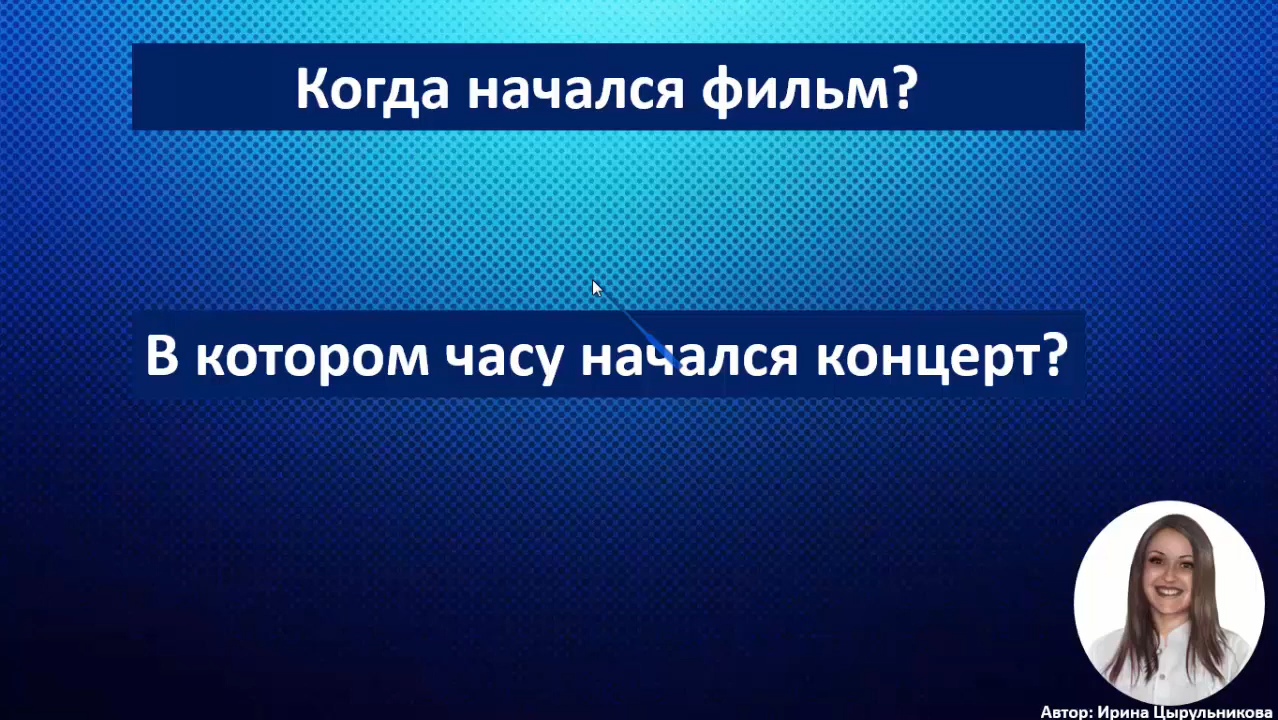 Когда начался фильм?
В котором часу начался концерт?
Автор: Ирина Цырульникова